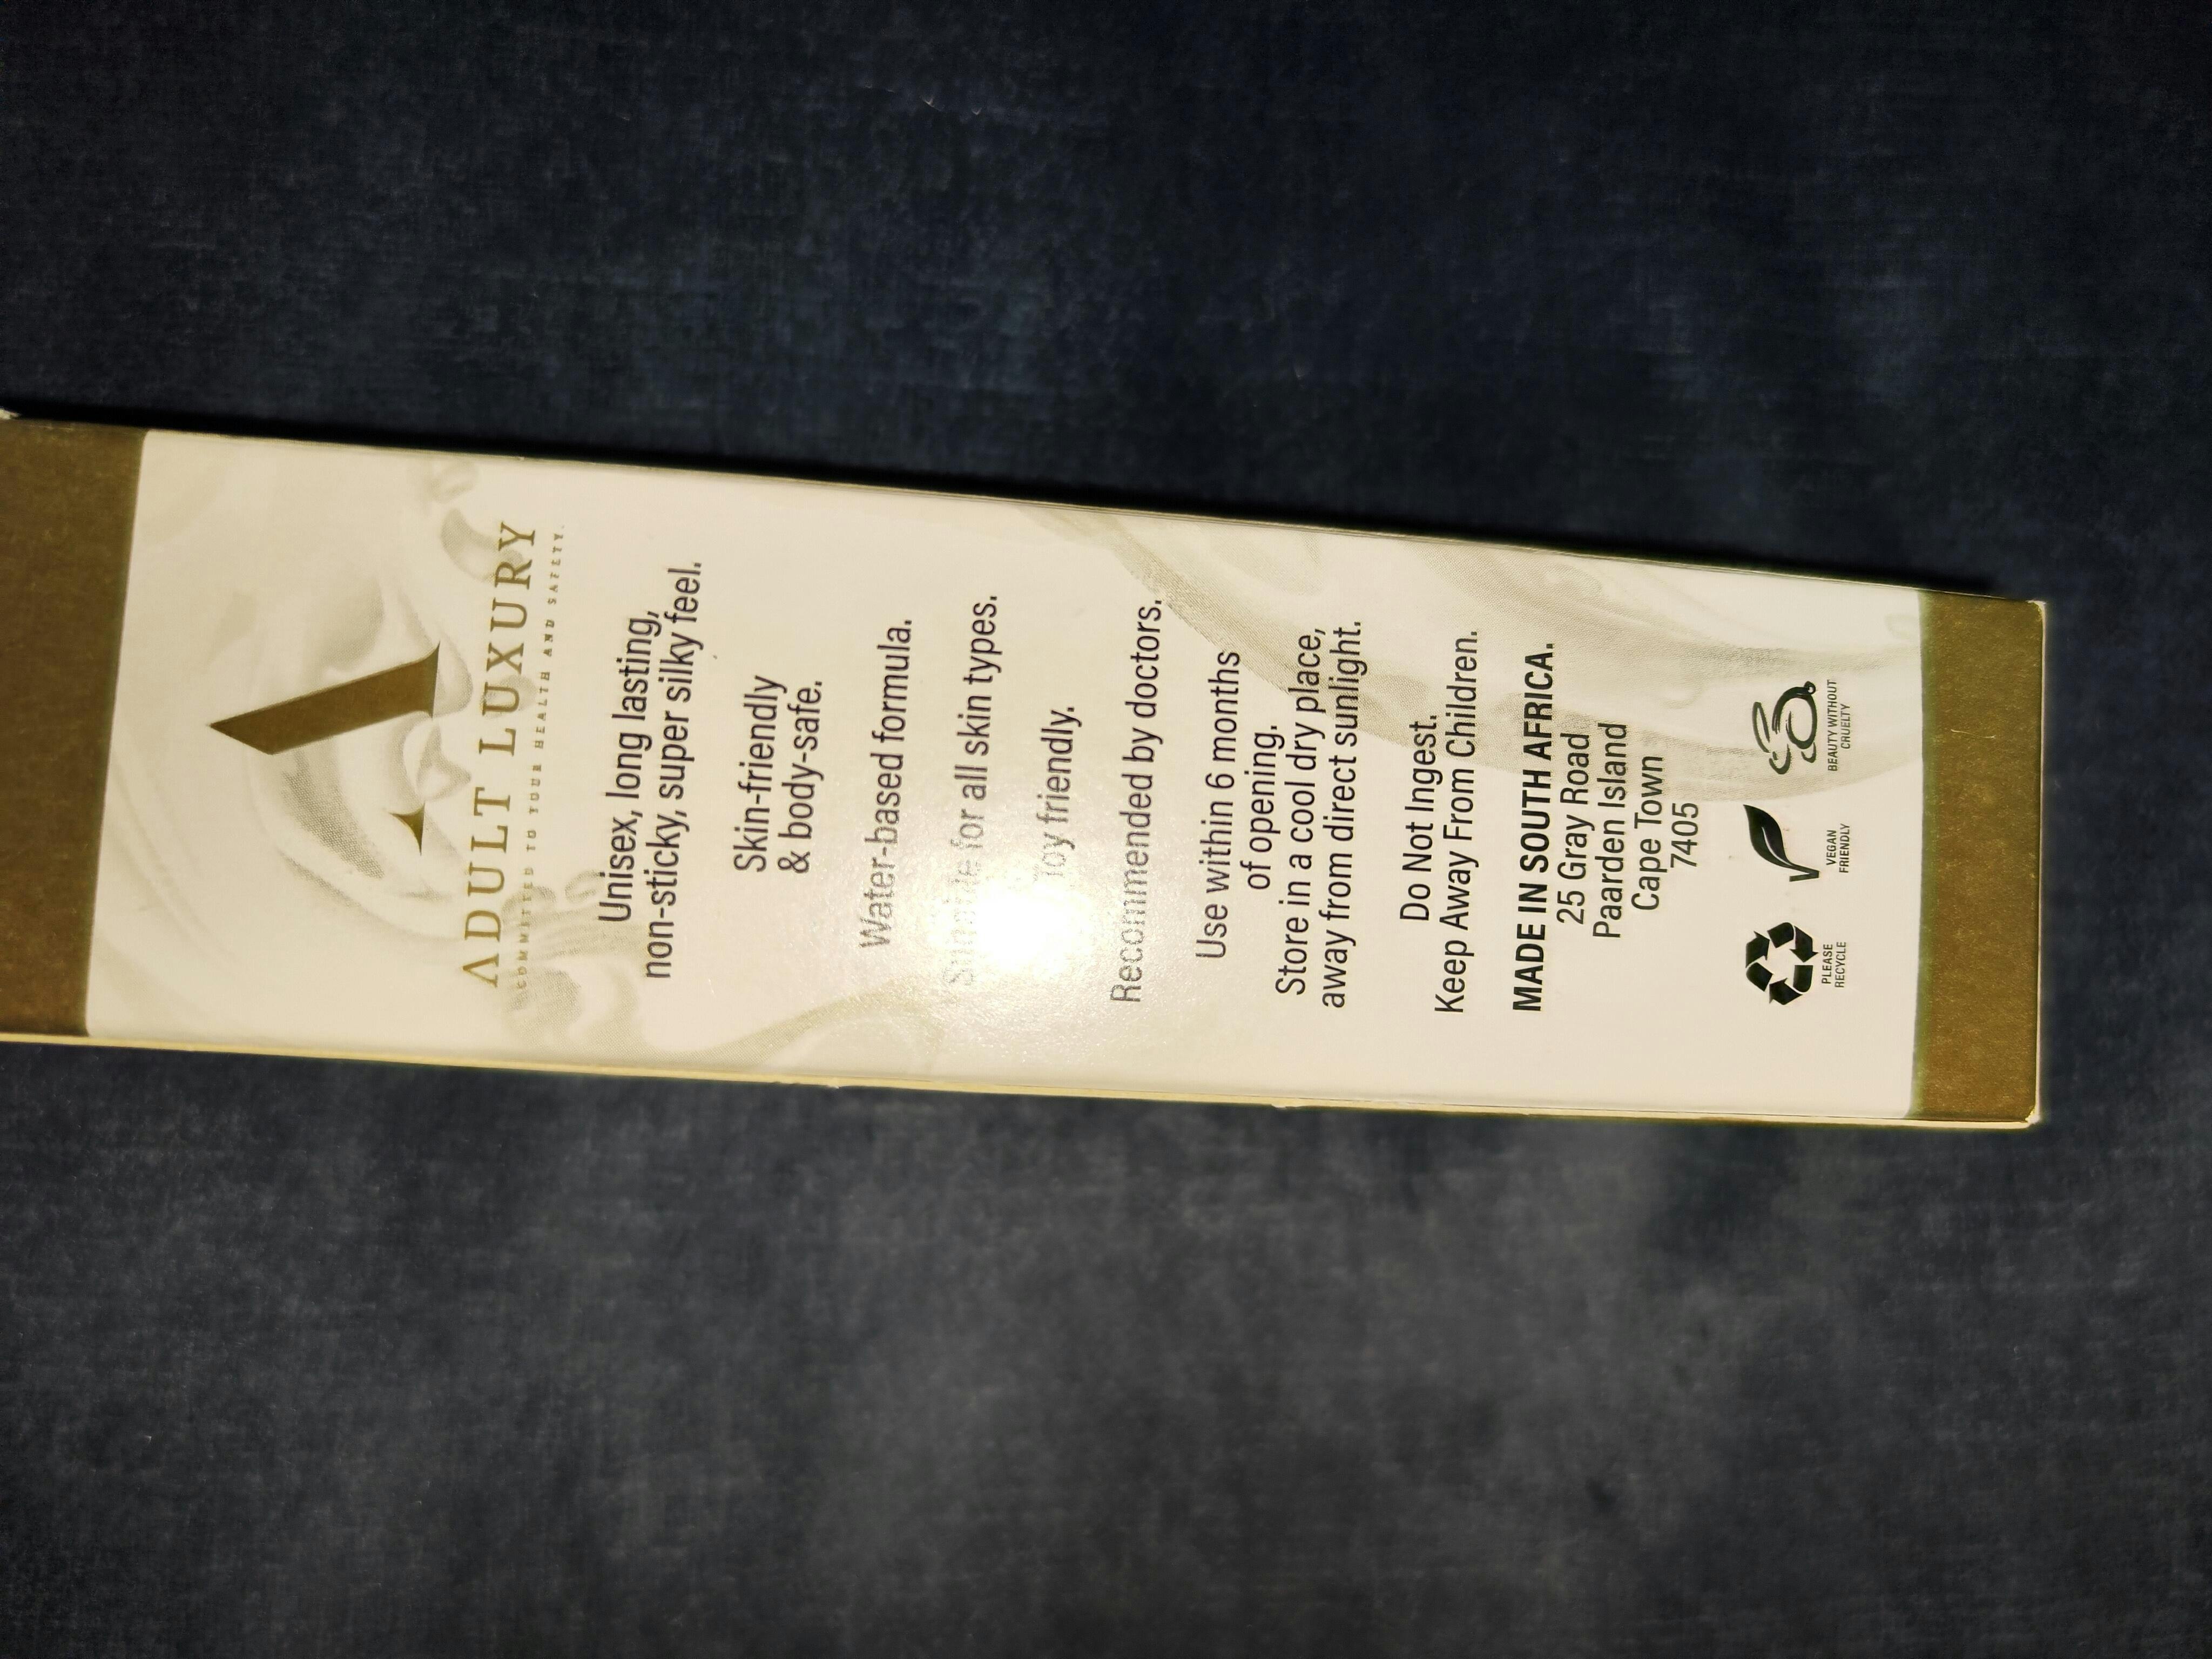 ADULT LUXURY
COMMITTED TO YOUR HEALTH AND SAFETY.
Unisex, long lasting,
non-sticky, super silky feel.
Skin-friendly
& body-safe.
Water-based formula.
Suitable for all skin types.
Toy friendly.
Recommended by doctors.
Use within 6 months
of opening.
Store in a cool dry place,
away from direct sunlight.
Do Not Ingest.
Keep Away From Children.
MADE IN SOUTH AFRICA.
25 Gray Road
Paarden Island
Cape Town
7405
PLEASE
RECYCLE
VEGAN
FRIENDLY
BEAUTY WITHOUT
CRUELTY